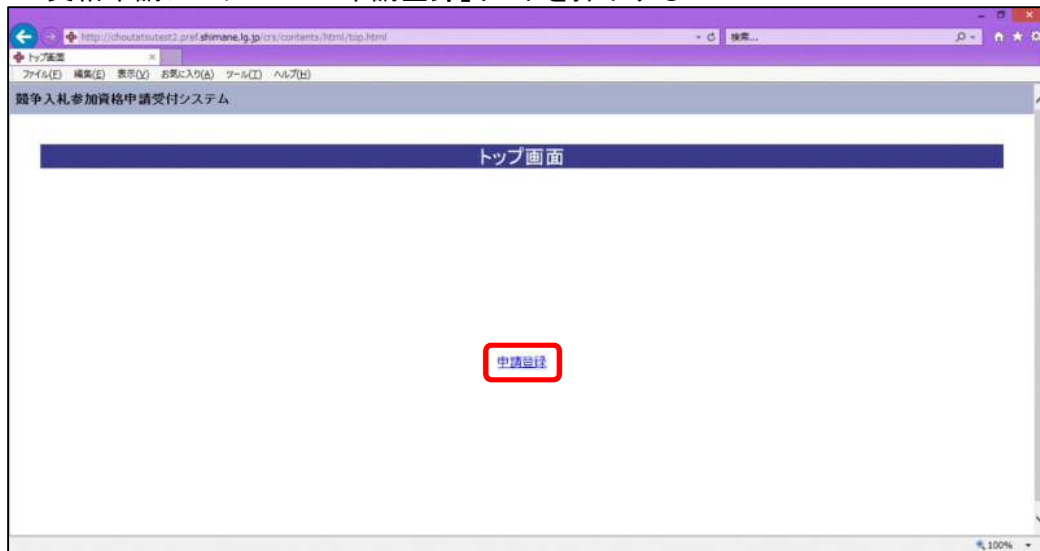 http://choutatsutest2.pref.shimane.lg.jp/crs/contents/html/top.html
検索...
トップ画面
ファイル(F) 編集(E) 表示(V) お気に入り(A) ツール(T) ヘルプ(H)
競争入札参加資格申請受付システム
トップ画面
申請登録
100%